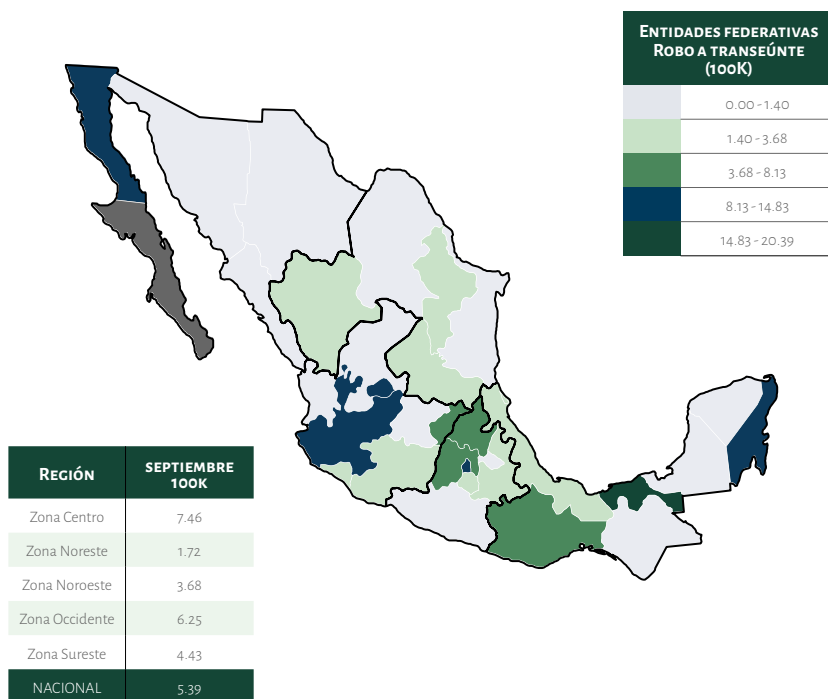 Entidades federativas
Robo a transeúnte
(100k)
0.00 - 1.40
1.40 - 3.68
3.68 - 8.13
8.13 - 14.83
14.83 - 20.39
Región septiembre 100k
Zona Centro 7.46
Zona Noreste 1.72
Zona Noroeste 3.68
Zona Occidente 6.25
Zona Sureste 4.43
NACIONAL 5.39